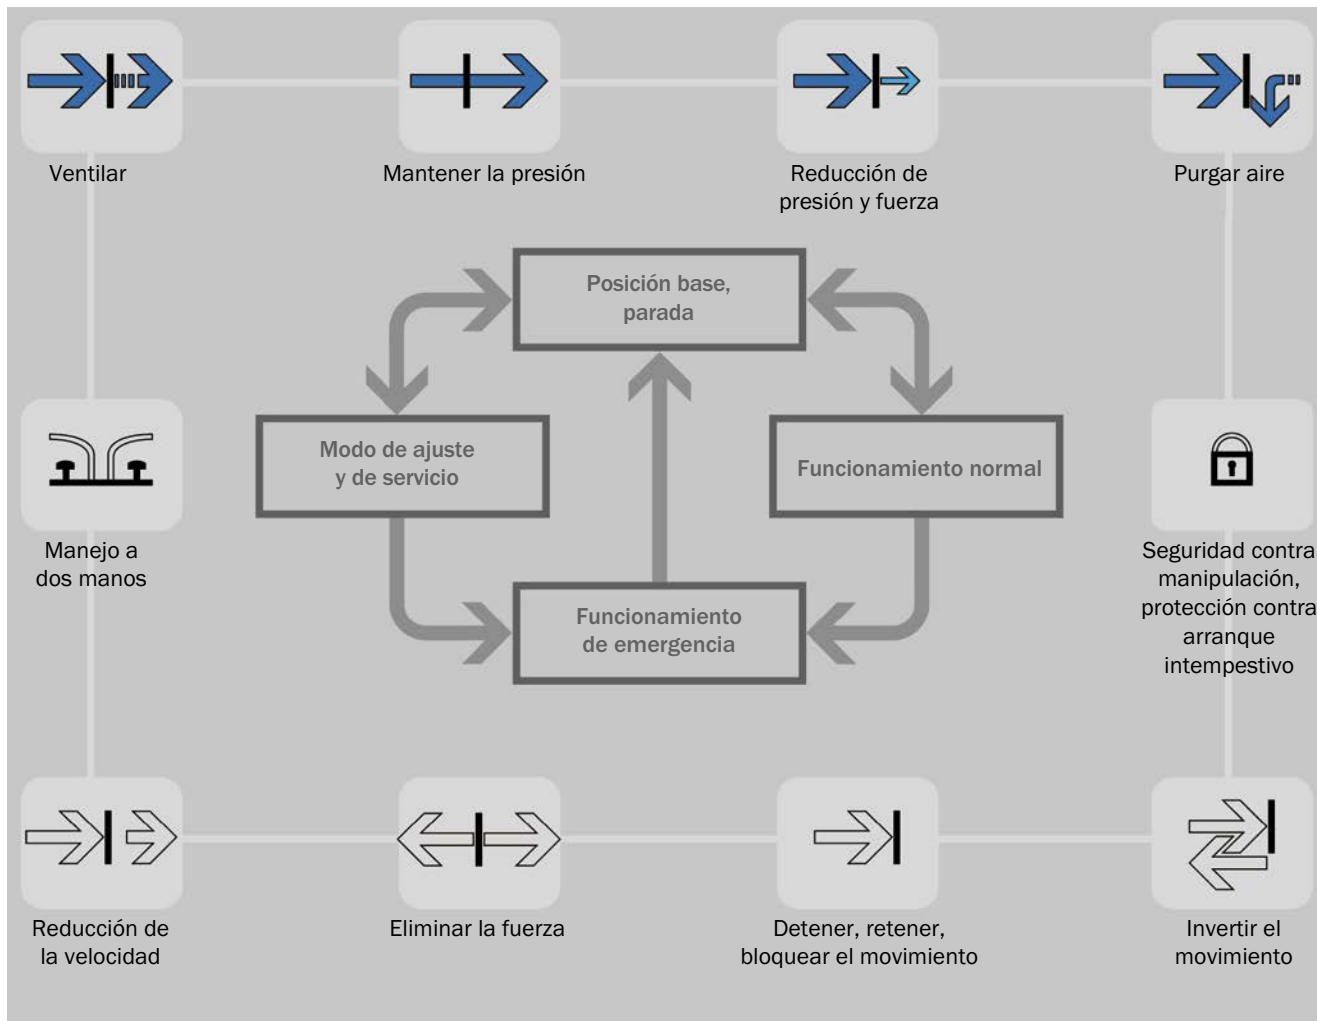 Ventilar
Mantener la presión
Reducción de
presión y fuerza
Purgar aire
Posición base,
parada
Modo de ajuste
y de servicio
Funcionamiento normal
Funcionamiento
de emergencia
Manejo a
dos manos
Seguridad contra
manipulación,
protección contra
arranque
intempestivo
Reducción de
la velocidad
Eliminar la fuerza
Detener, retener,
bloquear el movimiento
Invertir el
movimiento